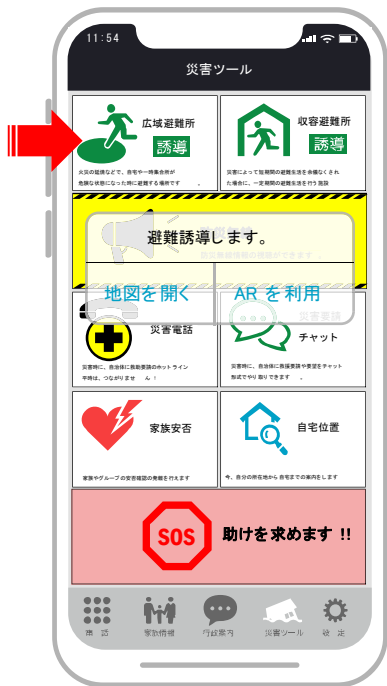 11:54
災害ツール
広域避難所
誘導
火災の延焼などで、自宅や一時集合所が
危険な状態になった時に避難する場所です 。
収容避難所
誘導
災害によって短期間の避難生活を余儀なくされ
た場合に、一定期間の避難生活を行う施設
避難誘導します。
地図を開く
ARを利用
災害電話
災害時に、自治体に救助要請のホットライン
平時は、つながりませ ん !
災害要請
チャット
災害時に、自治体に救援要請や要望をチャット
形式でやり取りできます 。
家族安否
家族やグループの安否確認の発報を行えます
自宅位置
今、自分の所在地から自宅までの案内をします
SOS
助けを求めます !!
家族情報
行政案内
災害ツール
設 定